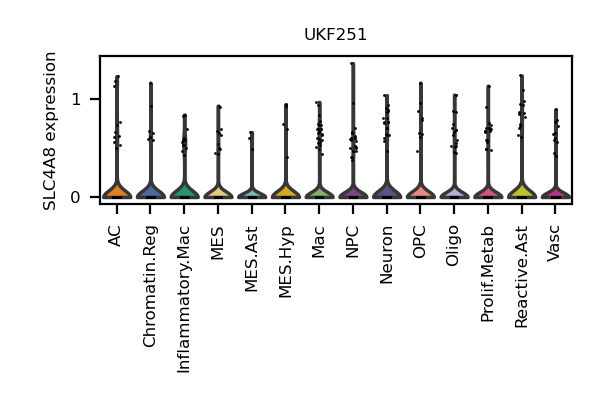 UKF251
SLC4A8 expression
1
0
AC
Chromatin.Reg
Inflammatory.Mac
MES
MES.Ast
MES.Hyp
Mac
NPC
Neuron
OPC
Oligo
Prolif.Metab
Reactive.Ast
Vasc